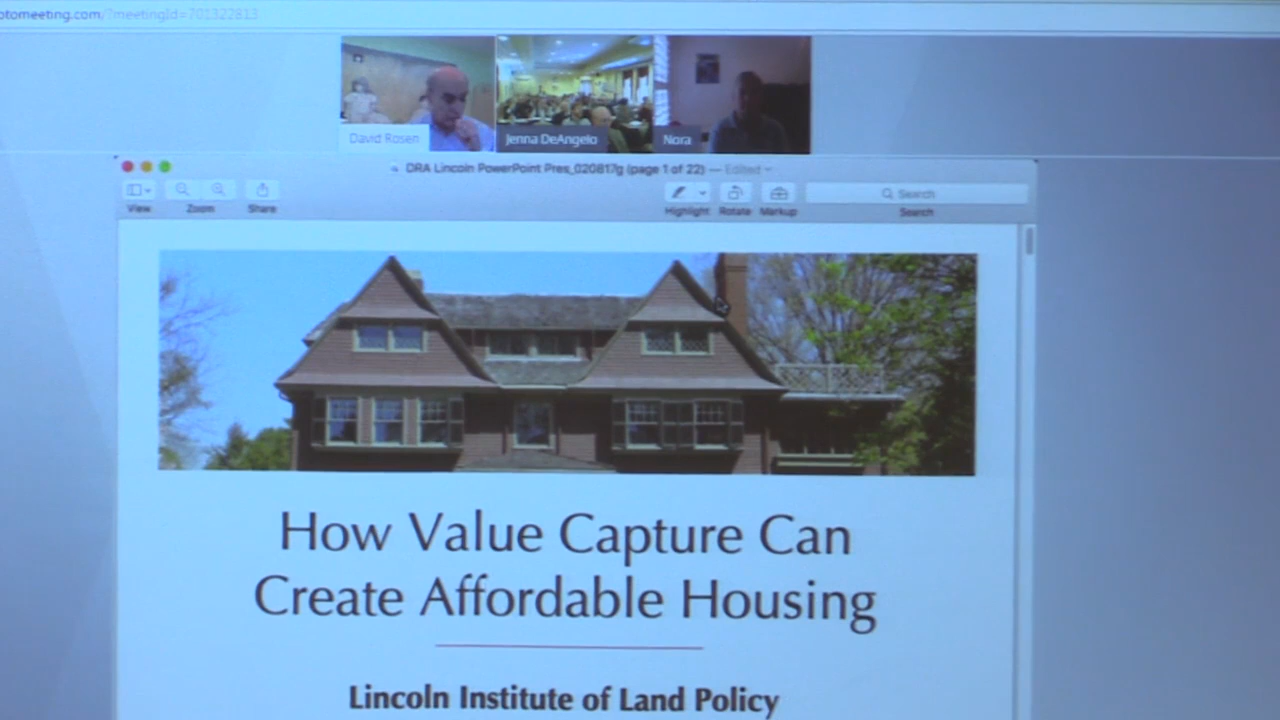 otomeeting.com/?meetingId=701322813
David Rosen
Jenna DeAngelo
Nora
DRA Lincoln PowerPoint Pres_020817g (page 1 of 22) — Edited
View
Zoom
Share
Highlight
Rotate
Markup
Search
Search
How Value Capture Can
Create Affordable Housing
Lincoln Institute of Land Policy